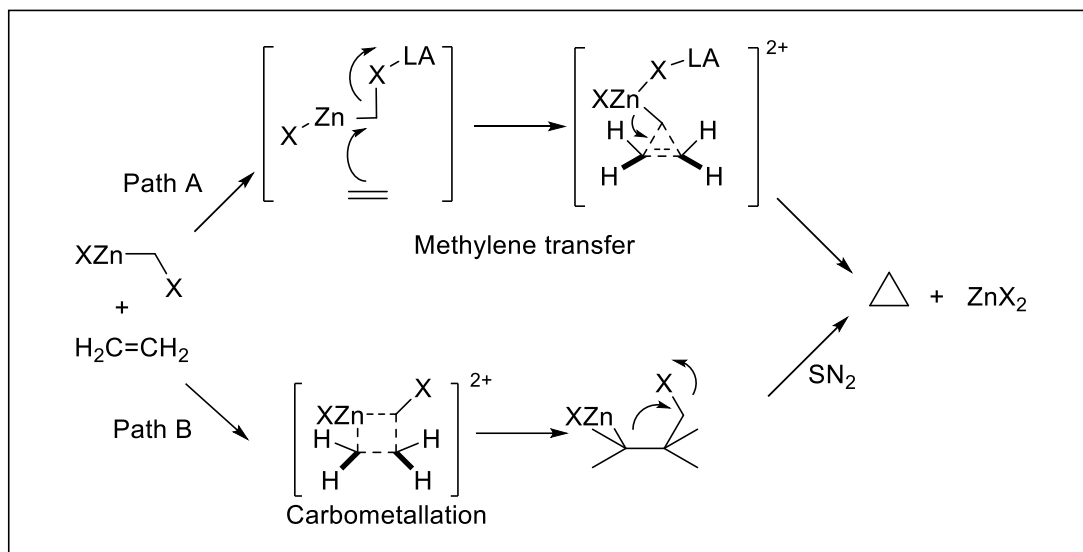 X–LA
Zn
X
Path A
XZn
X
+
H₂C=CH₂
Path B
2+
X–LA
XZn
H H
H H
Methylene transfer
△ + ZnX₂
2+
X
XZn
H H
H H
Carbometallation
X
XZn
SN₂